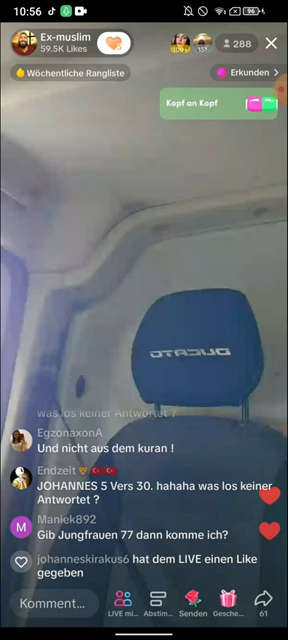 10:56
96
Ex-muslim
59.5K Likes
288
Wöchentliche Rangliste
Erkunden >
Kopf an Kopf
DUCATO
was los keiner Antwortet ?
EgzonaxonA
Und nicht aus dem kuran !
Endzeit
JOHANNES 5 Vers 30. hahaha was los keiner
Antwortet ?
Maniek892
Gib Jungfrauen 77 dann komme ich?
johanneskirakus6 hat dem LIVE einen Like
gegeben
Komment...
LIVE mi...
Abstim...
Senden
Gesche...
61